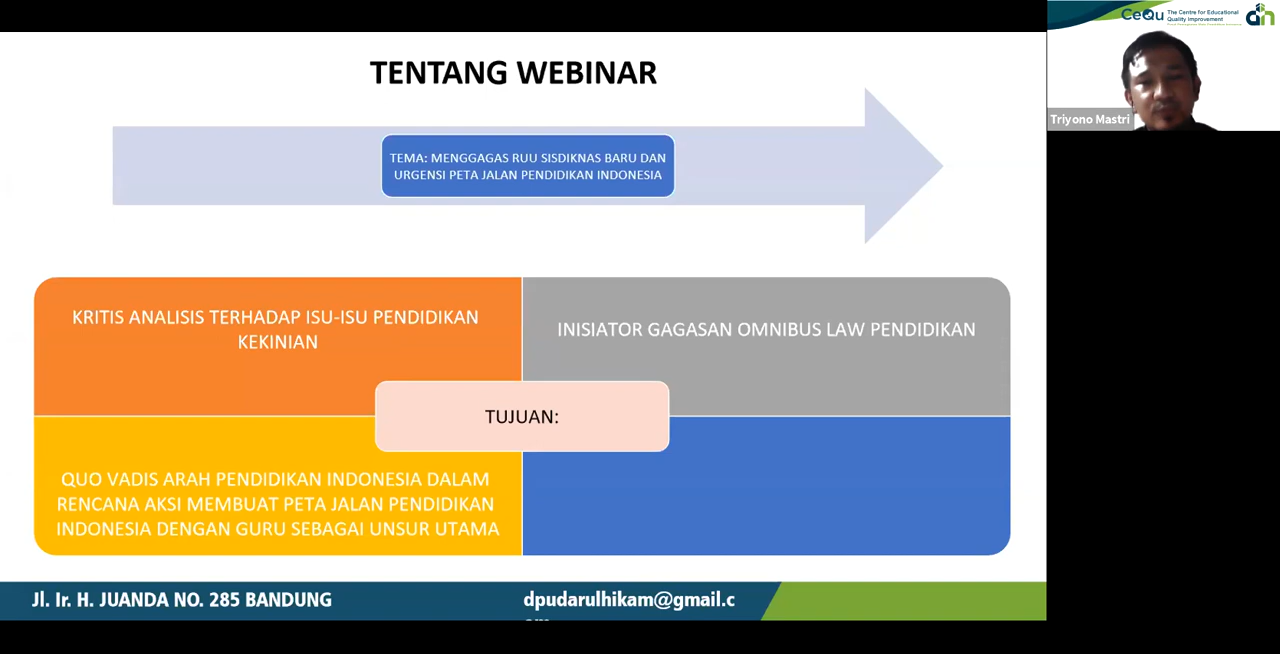 CeQu
The Centre for Educational
Quality Improvement
TENTANG WEBINAR
Triyono Mastri
TEMA: MENGGAGAS RUU SISDIKNAS BARU DAN
URGENSI PETA JALAN PENDIDIKAN INDONESIA
KRITIS ANALISIS TERHADAP ISU-ISU PENDIDIKAN
KEKINIAN
INISIATOR GAGASAN OMNIBUS LAW PENDIDIKAN
TUJUAN:
QUO VADIS ARAH PENDIDIKAN INDONESIA DALAM
RENCANA AKSI MEMBUAT PETA JALAN PENDIDIKAN
INDONESIA DENGAN GURU SEBAGAI UNSUR UTAMA
Jl. Ir. H. JUANDA NO. 285 BANDUNG
dpudarulhikam@gmail.c